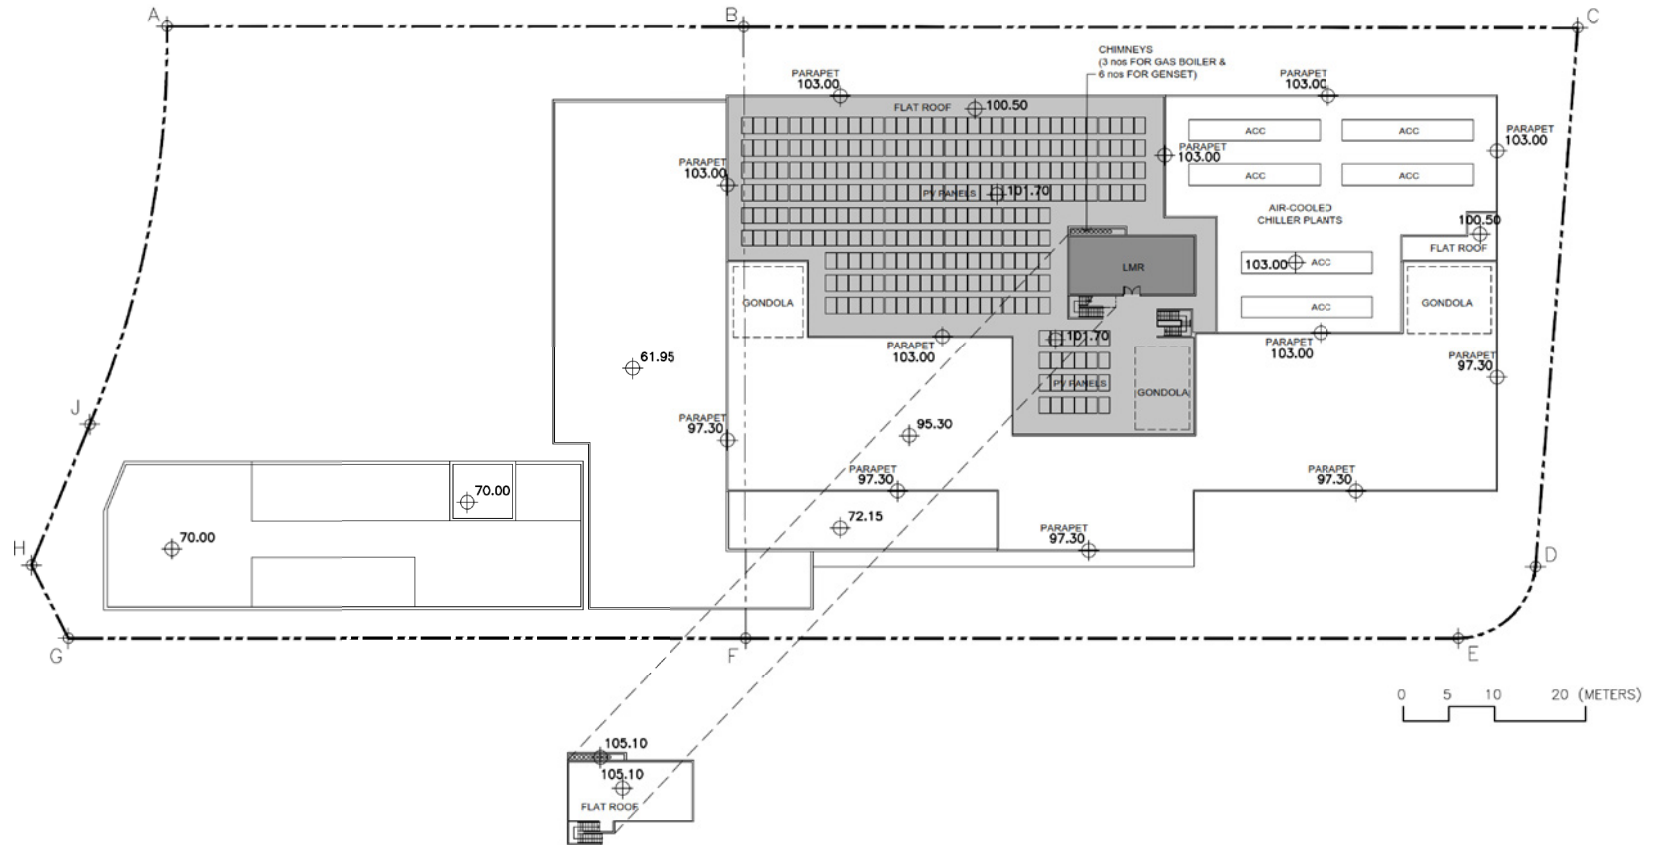 A
B
C
CHIMNEYS
(3 nos FOR GAS BOILER &
6 nos FOR GENSET)
PARAPET
103.00
PARAPET
103.00
FLAT ROOF
100.50
ACC
ACC
PARAPET
103.00
PARAPET
103.00
PARAPET
103.00
ACC
ACC
PV PANELS
101.70
AIR-COOLED
CHILLER PLANTS
100.50
FLAT ROOF
LMR
103.00
ACC
GONDOLA
GONDOLA
ACC
101.70
PARAPET
103.00
PARAPET
103.00
61.95
PARAPET
97.30
PV PANELS
GONDOLA
J
PARAPET
97.30
95.30
PARAPET
97.30
PARAPET
97.30
70.00
72.15
PARAPET
97.30
70.00
H
D
G
F
E
0 5 10 20 (METERS)
105.10
105.10
FLAT ROOF